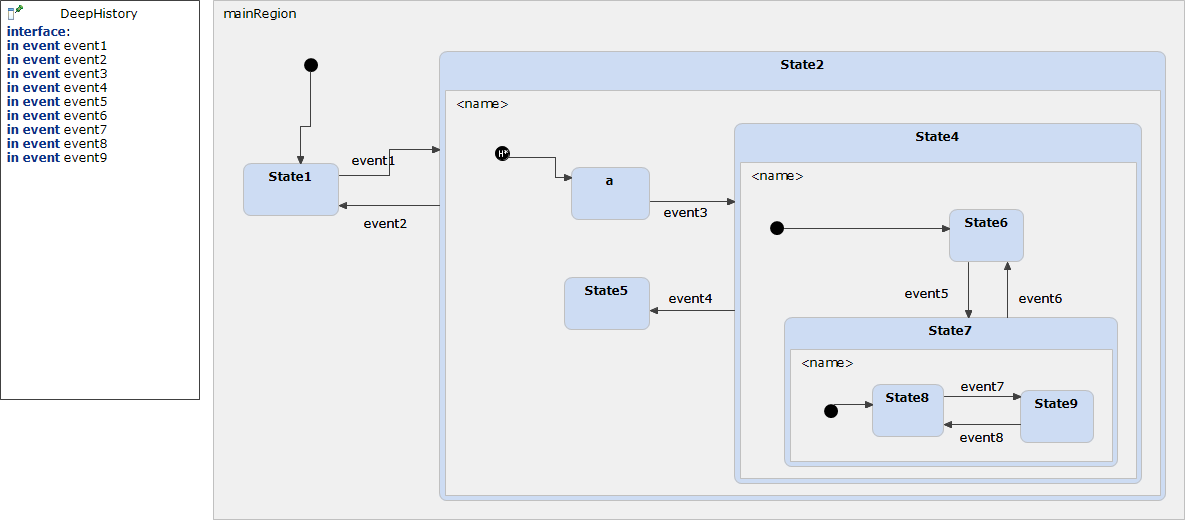 DeepHistory
interface:
in event event1
in event event2
in event event3
in event event4
in event event5
in event event6
in event event7
in event event8
in event event9
mainRegion
State1
event1
event2
State2
<name>
H*
a
event3
State5
event4
State4
<name>
State6
event5
event6
State7
<name>
State8
event7
State9
event8